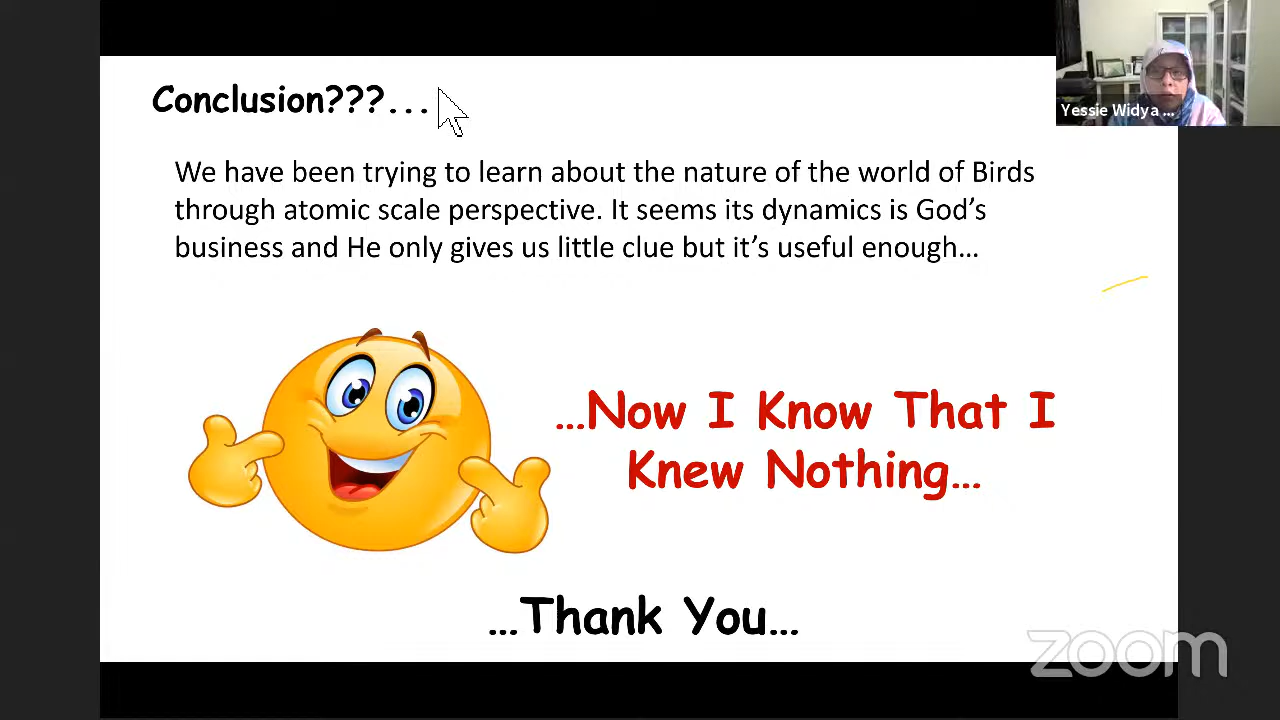 Conclusion???...
Yessie Widya ...
We have been trying to learn about the nature of the world of Birds
through atomic scale perspective. It seems its dynamics is God’s
business and He only gives us little clue but it’s useful enough...
...Now I Know That I
Knew Nothing...
...Thank You...
zoom